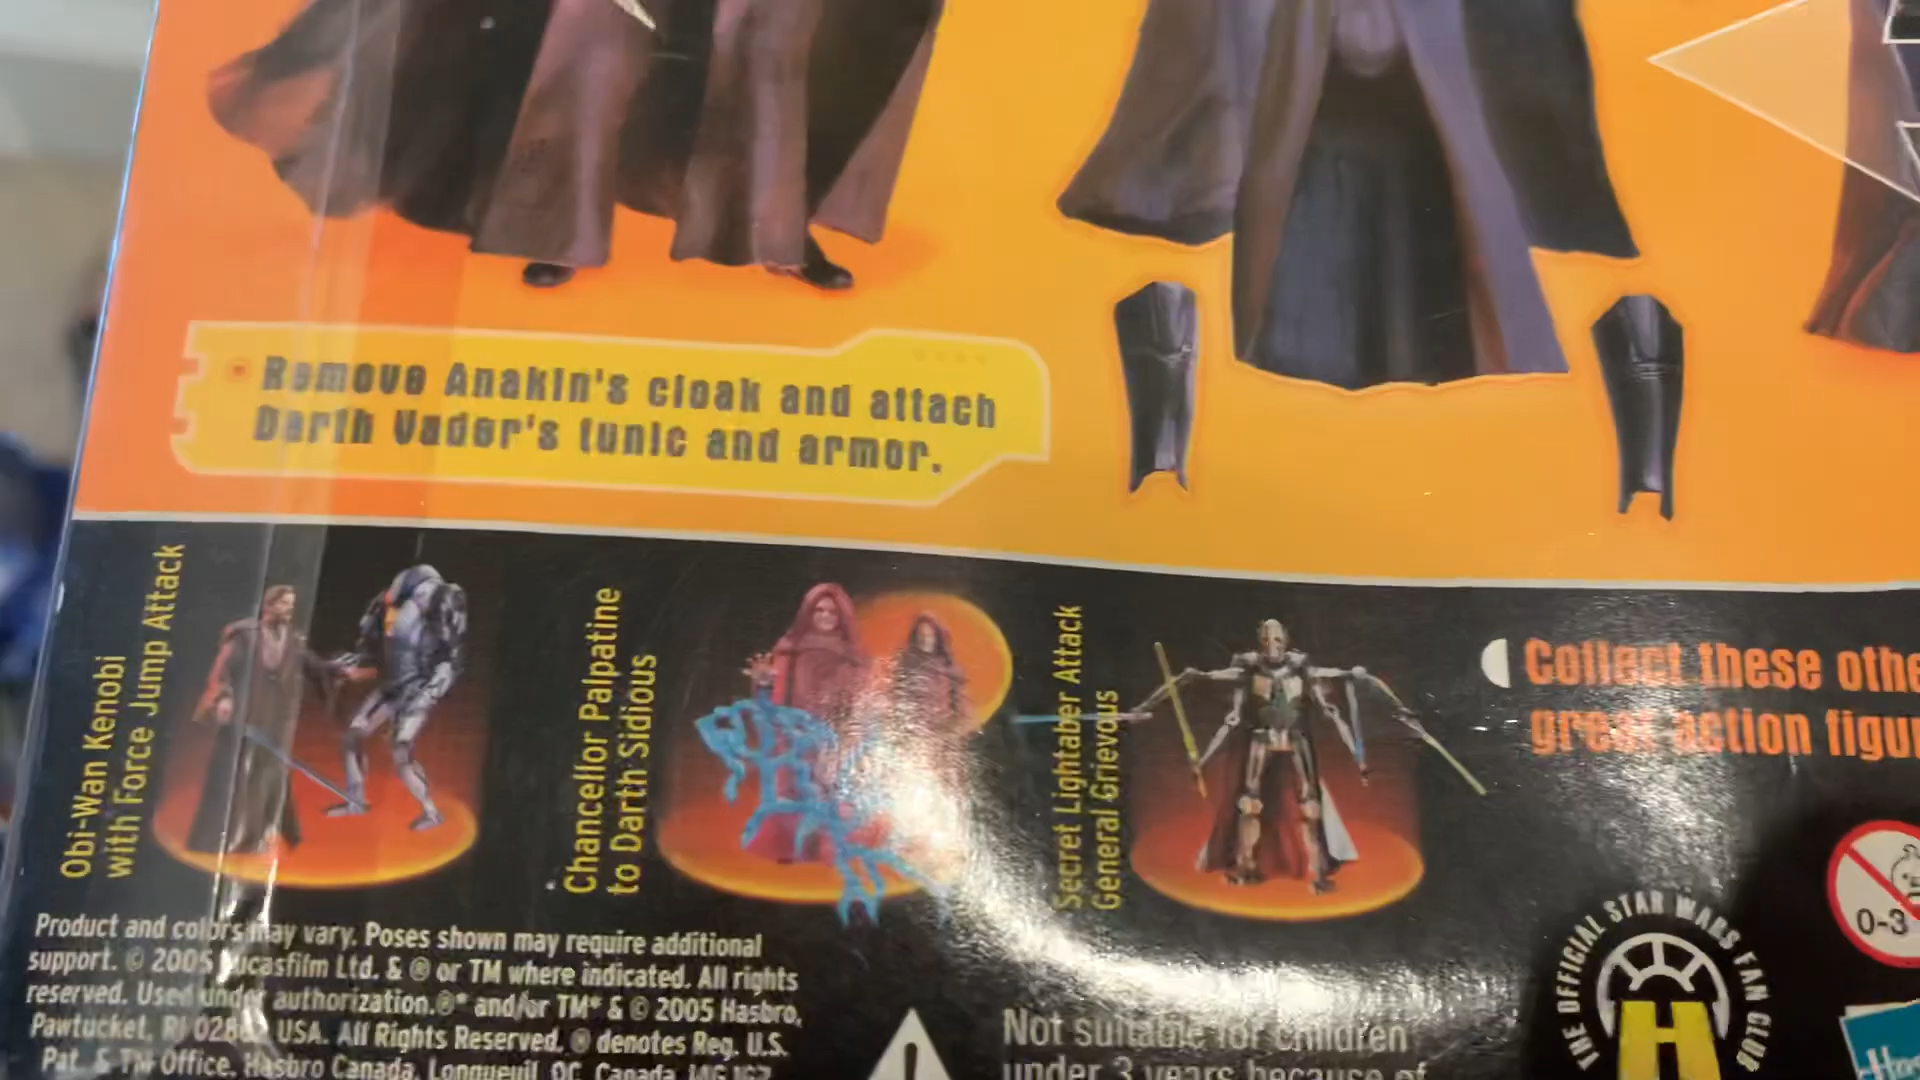 Remove Anakin's cloak and attach
Darth Vader's tunic and armor.
Obi-Wan Kenobi
with Force Jump Attack
Chancellor Palpatine
to Darth Sidious
Secret Lightsaber Attack
General Grievous
Collect these
great action
Product and colors may vary. Poses shown may require additional
support. © 2005 Lucasfilm Ltd. & ® or TM where indicated. All rights
reserved. Used under authorization.®* and/or TM* & © 2005 Hasbro,
Pawtucket, RI USA. All Rights Reserved. ® denotes Reg. U.S.
Pat. & TM Office. Hasbro Canada, Longueuil, QC, Canada
Not suitable for children
under 3 years because of
THE OFFICIAL STAR WARS FAN CLUB
H
0-3